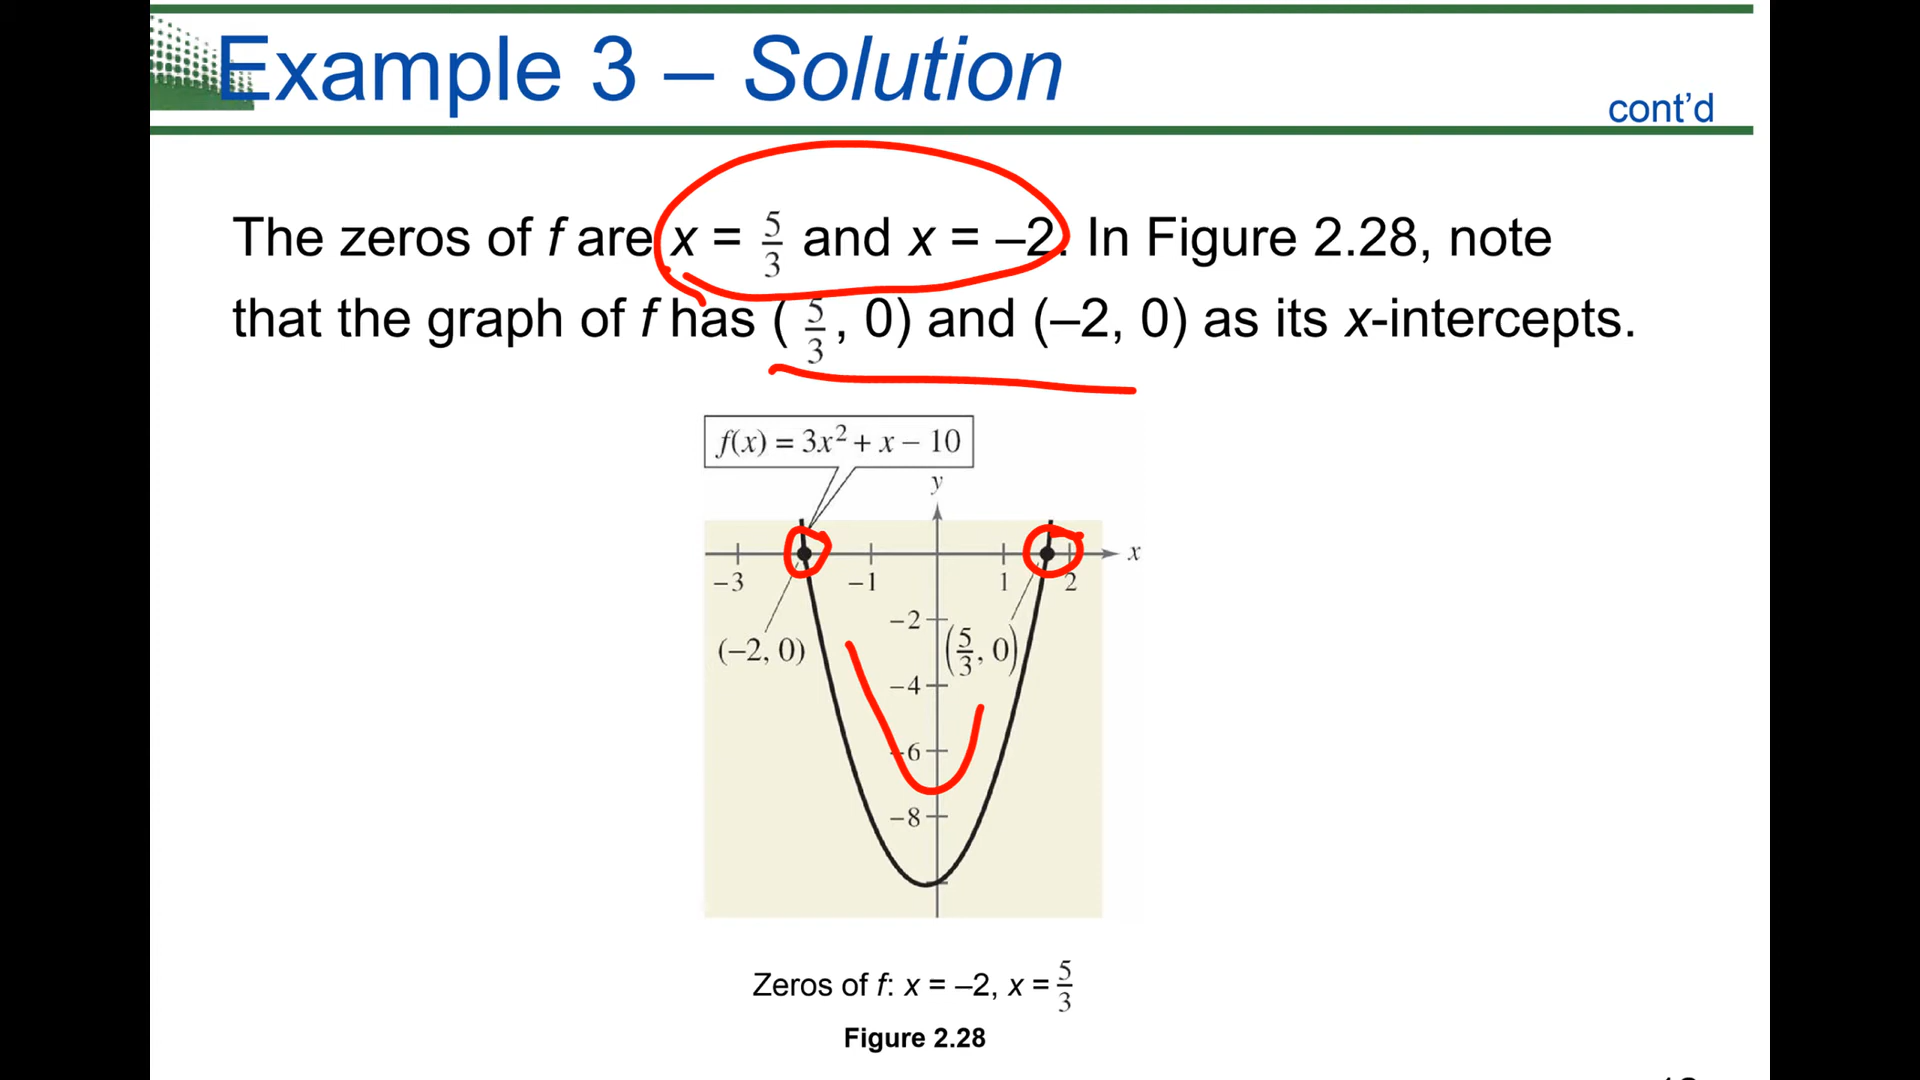 Example 3 – Solution
cont'd
The zeros of f are x = 5/3 and x = –2. In Figure 2.28, note
that the graph of f has (5/3, 0) and (–2, 0) as its x-intercepts.
f(x) = 3x² + x – 10
y
x
–3
–1
1
2
–2
(–2, 0)
(5/3, 0)
–4
–6
–8
Zeros of f: x = –2, x = 5/3
Figure 2.28